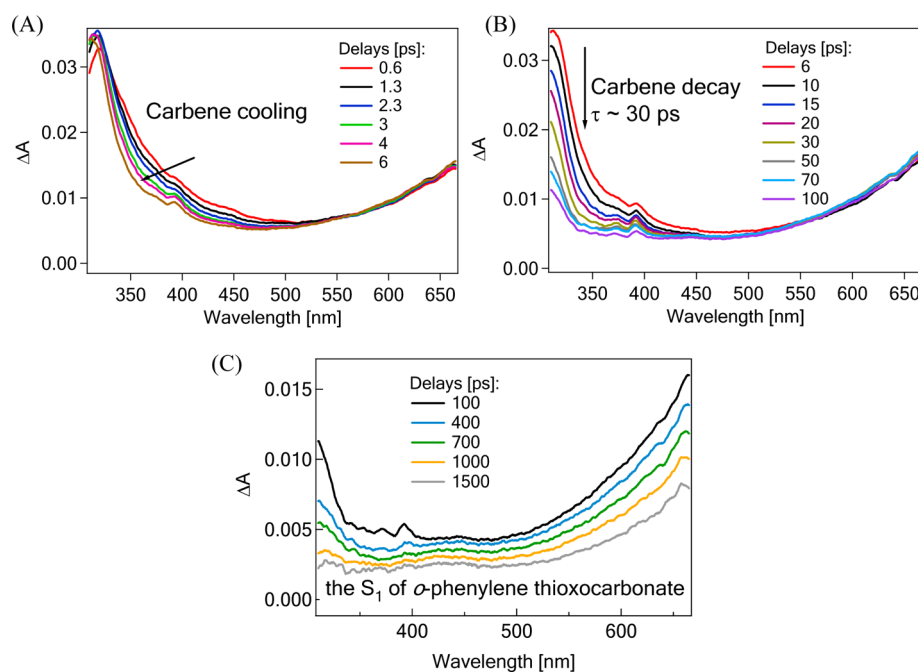 (A)
Delays [ps]:
0.6
1.3
2.3
3
4
6
Carbene cooling
ΔA
0.03
0.02
0.01
0.00
350 400 450 500 550 600 650
Wavelength [nm]
(B)
Delays [ps]:
6
10
15
20
30
50
70
100
Carbene decay
τ ~ 30 ps
ΔA
0.03
0.02
0.01
0.00
350 400 450 500 550 600 650
Wavelength [nm]
(C)
Delays [ps]:
100
400
700
1000
1500
ΔA
0.015
0.010
0.005
0.000
the S₁ of o-phenylene thioxocarbonate
400 500 600
Wavelength [nm]